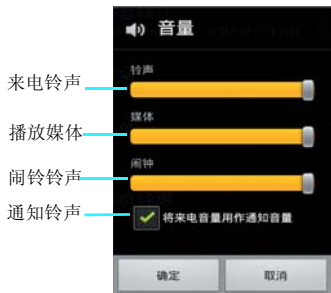 音量
铃声
来电铃声
媒体
播放媒体
闹钟
闹铃铃声
通知铃声
将来电音量用作通知音量
确定
取消